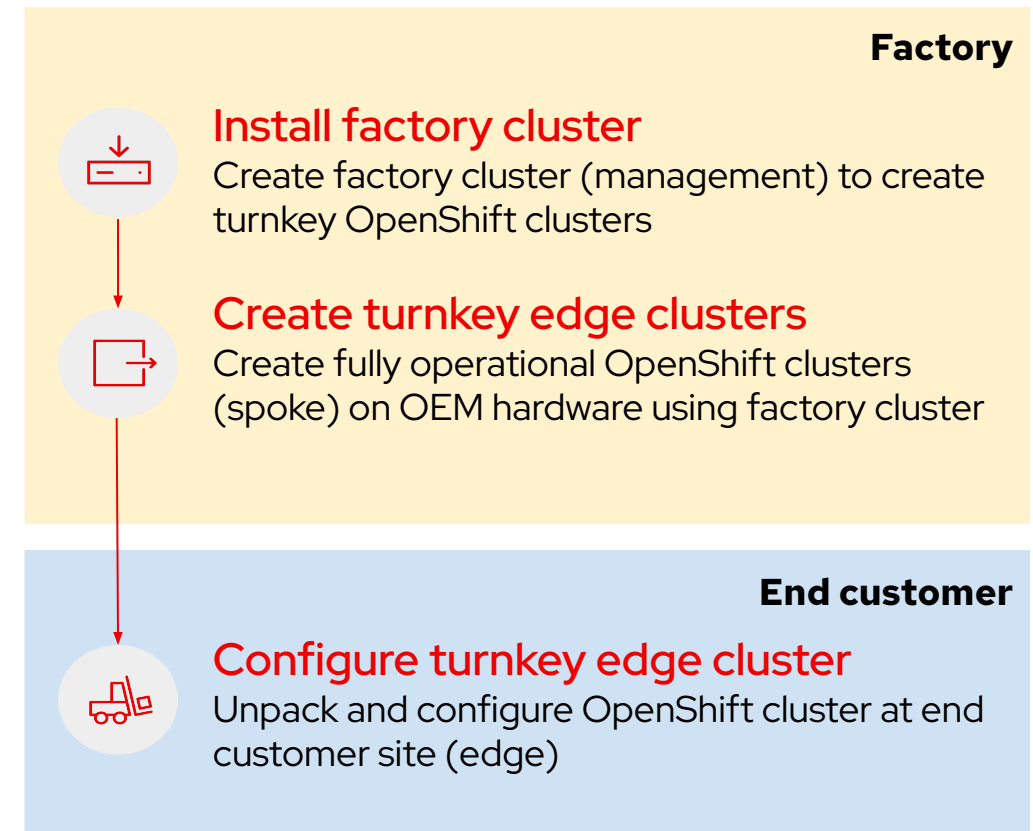 Factory
Install factory cluster
Create factory cluster (management) to create
turnkey OpenShift clusters
Create turnkey edge clusters
Create fully operational OpenShift clusters
(spoke) on OEM hardware using factory cluster
End customer
Configure turnkey edge cluster
Unpack and configure OpenShift cluster at end
customer site (edge)